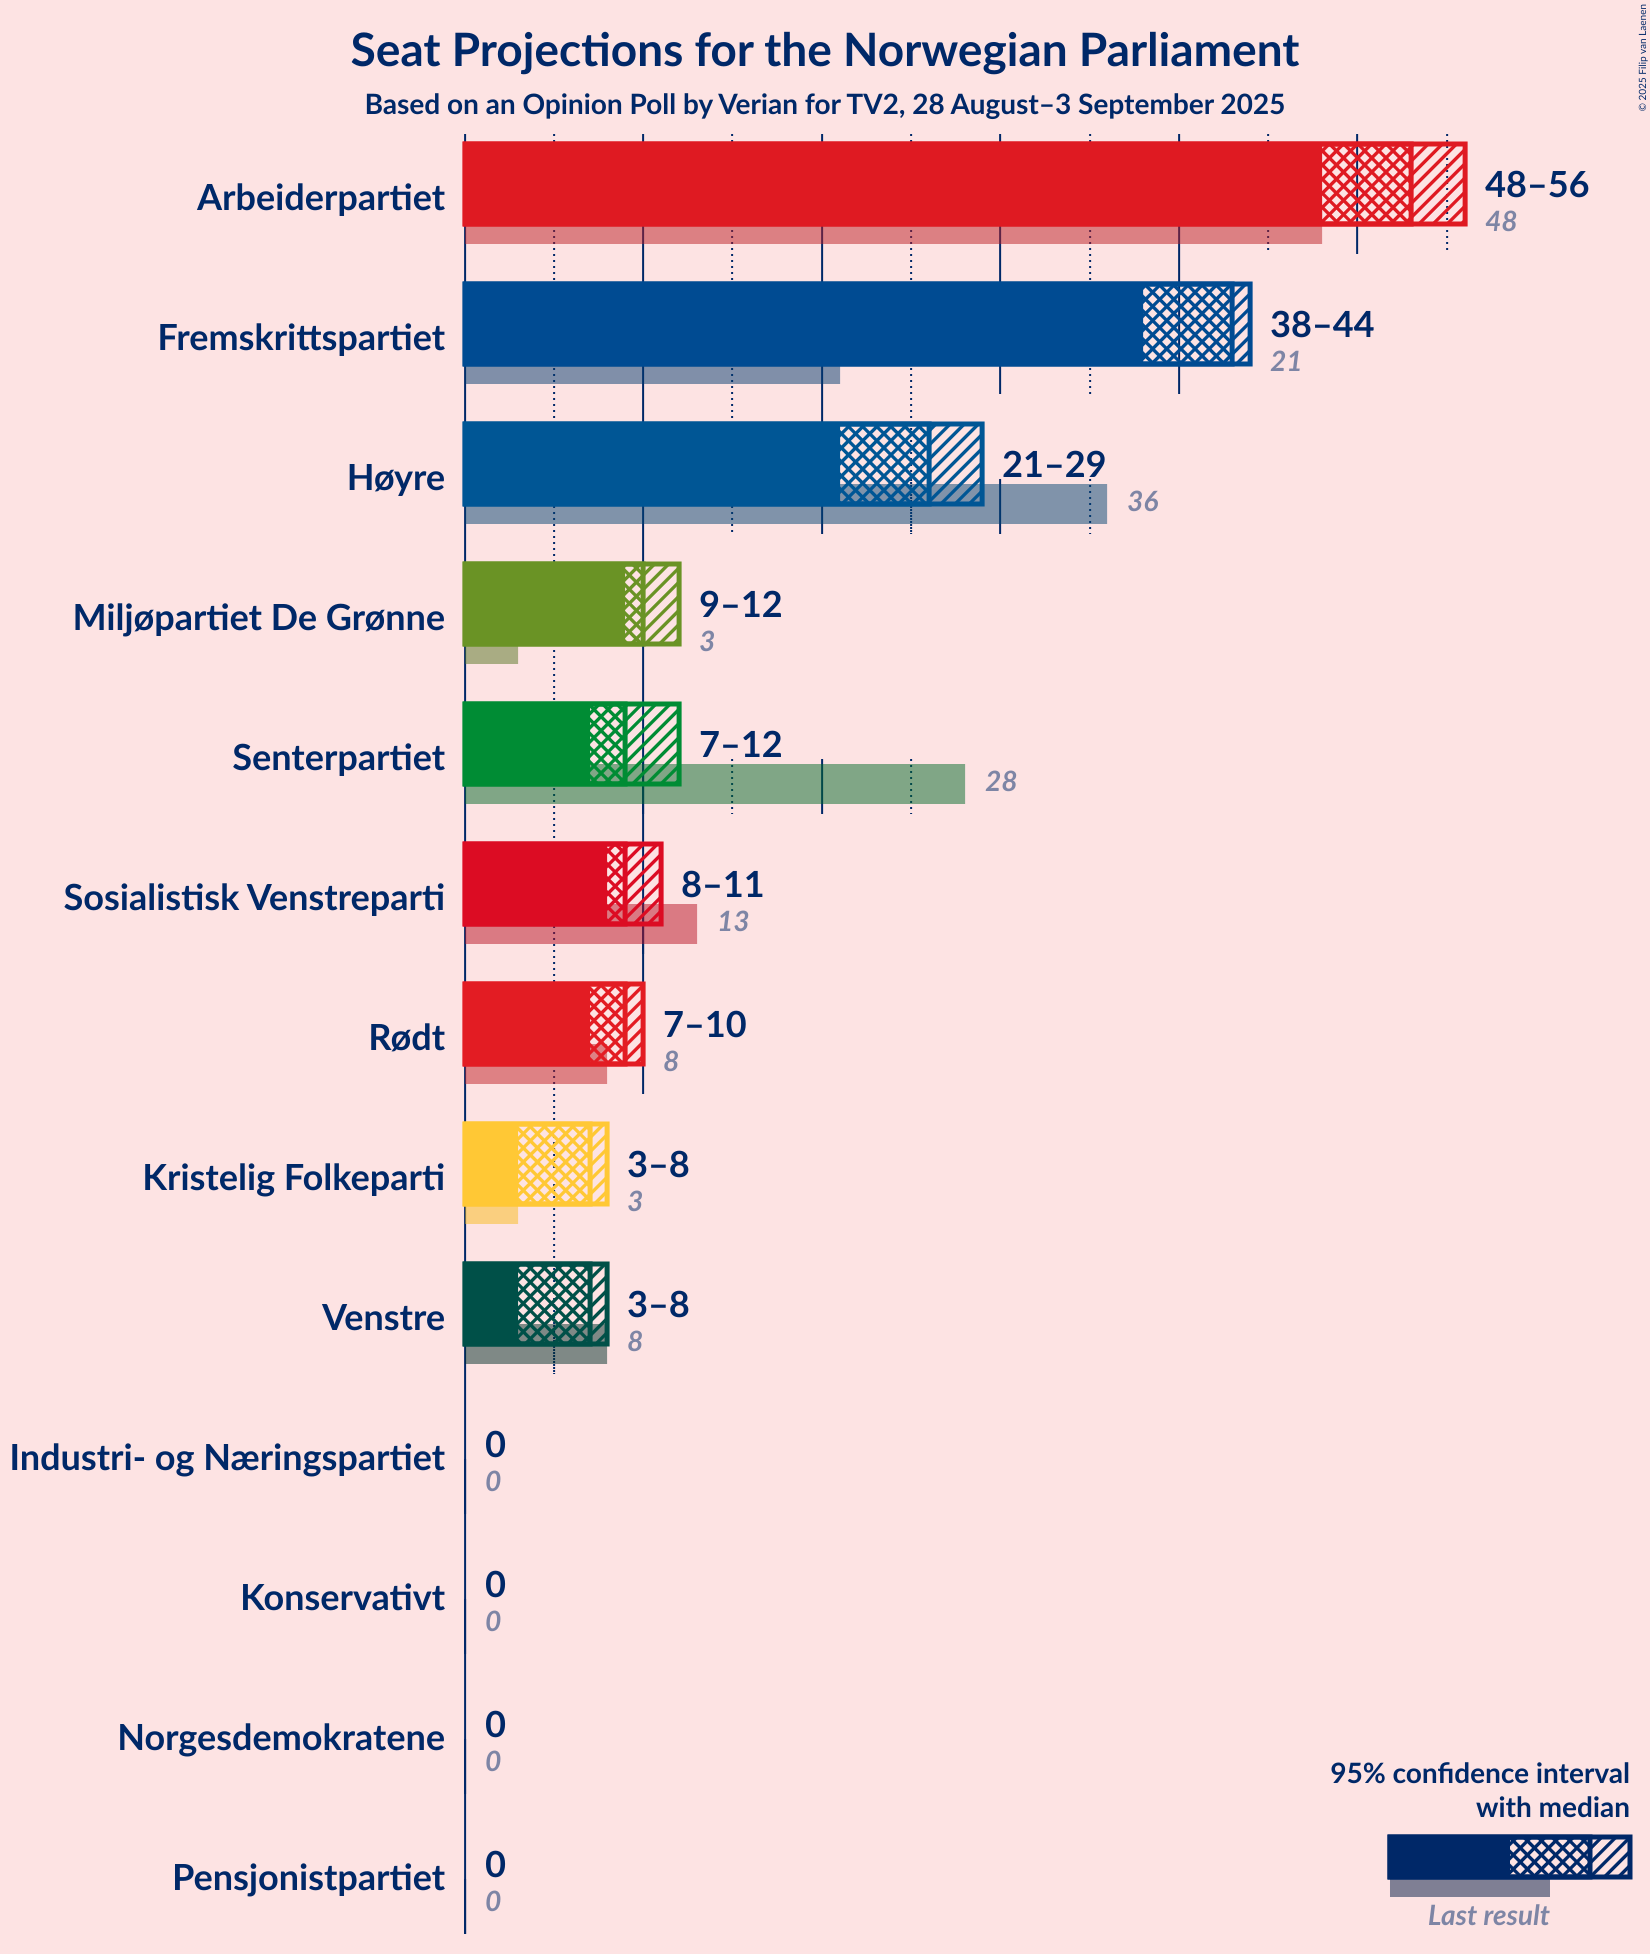 Seat Projections for the Norwegian Parliament
Based on an Opinion Poll by Verian for TV2, 28 August–3 September 2025
© 2025 Filip van Laenen
Arbeiderpartiet
48–56
48
Fremskrittspartiet
38–44
21
Høyre
21–29
36
Miljøpartiet De Grønne
9–12
3
Senterpartiet
7–12
28
Sosialistisk Venstreparti
8–11
13
Rødt
7–10
8
Kristelig Folkeparti
3–8
3
Venstre
3–8
8
Industri- og Næringspartiet
0
0
Konservativt
0
0
Norgesdemokratene
0
0
Pensjonistpartiet
0
0
95% confidence interval
with median
Last result